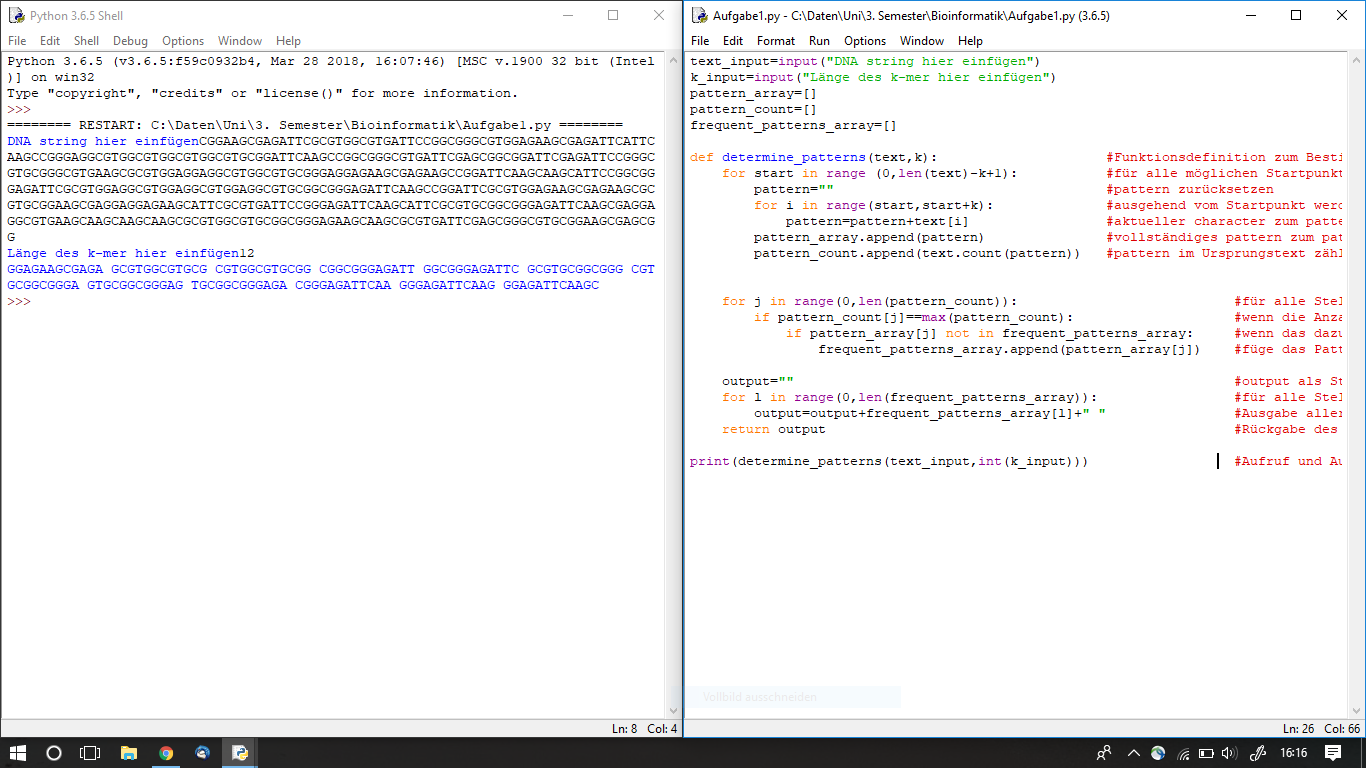 Python 3.6.5 Shell
File Edit Shell Debug Options Window Help
Python 3.6.5 (v3.6.5:f59c0932b4, Mar 28 2018, 16:07:46) [MSC v.1900 32 bit (Intel
)] on win32
Type "copyright", "credits" or "license()" for more information.
>>>
======== RESTART: C:\Daten\Uni\3. Semester\Bioinformatik\Aufgabe1.py ========
DNA string hier einfügenCGGAAGCGAGATTCGCGTGGCGTGATTCCGGCGGGCGTGGAGAAGCGAGATTCATTC
AAGCCGGGAGGCGTGGCGTGGCGTGGCGTGCGGATTCAAGCCGGCGGGCGTGATTCGAGCGGCGGATTCGAGATTCCGGGC
GTGCGGGCGTGAAGCGCGTGGAGGAGGCGTGGCGTGCGGGAGGAGAAGCGAGAAGCCGGATTCAAGCAAGCATTCCGGCGG
GAGATTCGCGTGGAGGCGTGGAGGCGTGGAGGCGTGCGGCGGGAGATTCAAGCCGGATTCGCGTGGAGAAGCGAGAAGCGC
GTGCGGAAGCGAGGAGGAGAAGCATTCGCGTGATTCCGGGAGATTCAAGCATTCGCGTGCGGCGGGAGATTCAAGCGAGGA
GGCGTGAAGCAAGCAAGCAAGCGCGTGGCGTGCGGCGGGAGAAGCAAGCGCGTGATTCGAGCGGGCGTGCGGAAGCGAGCG
G
Länge des k-mer hier einfügen12
GGAGAAGCGAGA GCGTGGCGTGCG CGTGGCGTGCGG CGGCGGGAGATT GGCGGGAGATTC GCGTGCGGCGGG CGT
GCGGCGGGA GTGCGGCGGGAG TGCGGCGGGAGA CGGGAGATTCAA GGGAGATTCAAG GGAGATTCAAGC
>>>
Ln: 8 Col: 4
Aufgabe1.py - C:\Daten\Uni\3. Semester\Bioinformatik\Aufgabe1.py (3.6.5)
File Edit Format Run Options Window Help
text_input=input("DNA string hier einfügen")
k_input=input("Länge des k-mer hier einfügen")
pattern_array=[]
pattern_count=[]
frequent_patterns_array=[]
def determine_patterns(text,k): #Funktionsdefinition zum Besti
for start in range (0,len(text)-k+1): #für alle möglichen Startpunkt
pattern="" #pattern zurücksetzen
for i in range(start,start+k): #ausgehend vom Startpunkt werd
pattern=pattern+text[i] #aktueller character zum patte
pattern_array.append(pattern) #vollständiges pattern zum pat
pattern_count.append(text.count(pattern)) #pattern im Ursprungstext zähl
for j in range(0,len(pattern_count)): #für alle Stel
if pattern_count[j]==max(pattern_count): #wenn die Anza
if pattern_array[j] not in frequent_patterns_array: #wenn das dazu
frequent_patterns_array.append(pattern_array[j]) #füge das Patt
output="" #output als St
for l in range(0,len(frequent_patterns_array)): #für alle Stel
output=output+frequent_patterns_array[l]+" " #Ausgabe aller
return output #Rückgabe des
print(determine_patterns(text_input,int(k_input))) #Aufruf und Au
Vollbild ausschneiden
Ln: 26 Col: 66
16:16